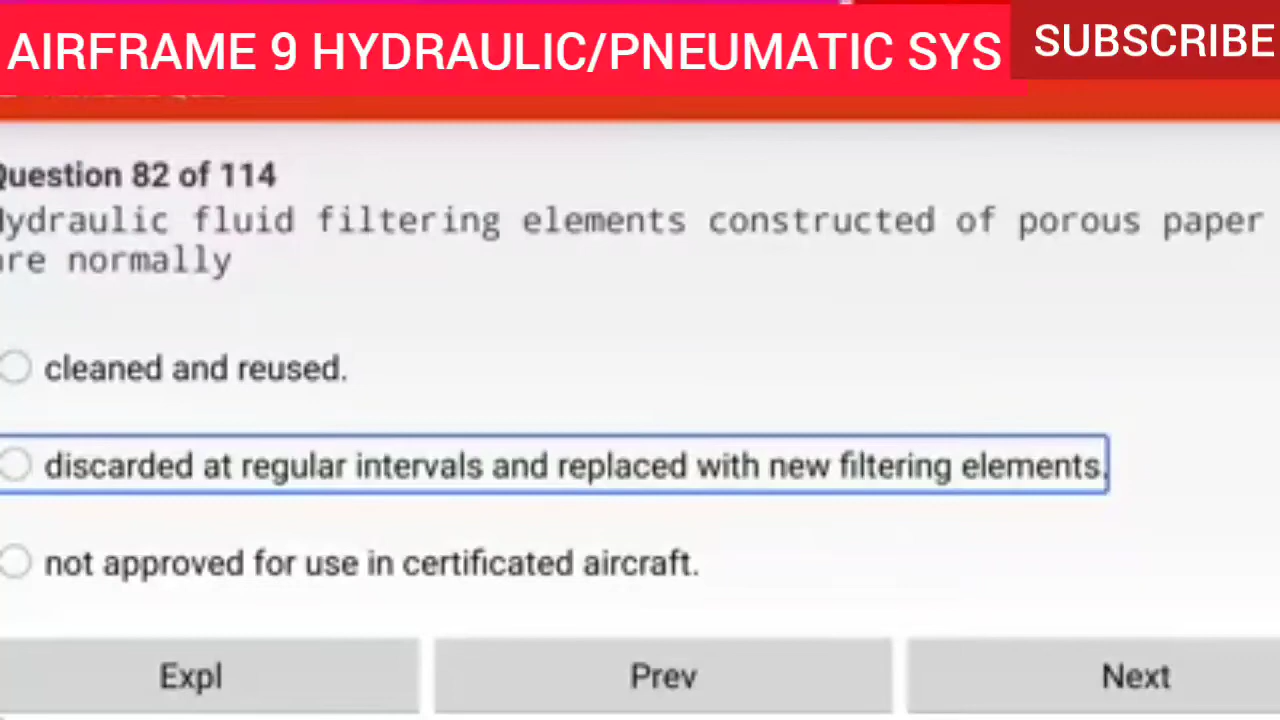 AIRFRAME 9 HYDRAULIC/PNEUMATIC SYS
SUBSCRIBE
Question 82 of 114
Hydraulic fluid filtering elements constructed of porous paper
are normally
cleaned and reused.
discarded at regular intervals and replaced with new filtering elements.
not approved for use in certificated aircraft.
Expl
Prev
Next